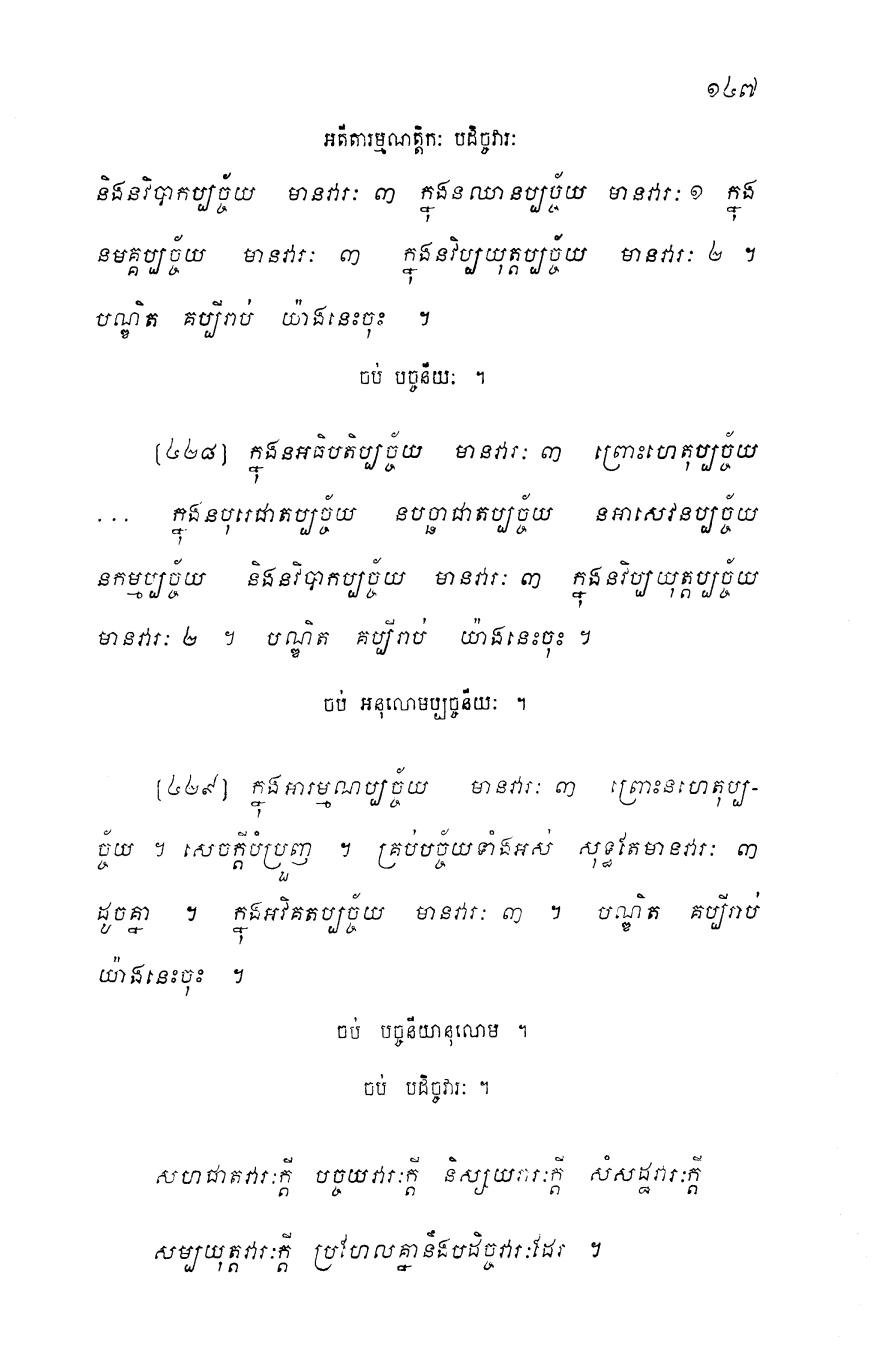 ១៤៧
អតីតារម្មណត្តិកៈ បដិច្ចវារៈ
និងនវិបាកប្បច្ច័យ មានវារៈ ៣ ក្នុងនឈានប្បច្ច័យ មានវារៈ ១ ក្នុង
នមគ្គប្បច្ច័យ មានវារៈ ៣ ក្នុងនវិប្បយុត្តប្បច្ច័យ មានវារៈ ២ ។
បណ្ឌិត គប្បីរាប់ យ៉ាងនេះចុះ ។
ចប់ បច្ចនីយៈ ។
[៤២៨] ក្នុងនអធិបតិប្បច្ច័យ មានវារៈ ៣ ព្រោះហេតុប្បច្ច័យ
... ក្នុងនបុរេជាតប្បច្ច័យ នបច្ឆាជាតប្បច្ច័យ នអាសេវនប្បច្ច័យ
នកម្មប្បច្ច័យ និងនវិបាកប្បច្ច័យ មានវារៈ ៣ ក្នុងនវិប្បយុត្តប្បច្ច័យ
មានវារៈ ២ ។ បណ្ឌិត គប្បីរាប់ យ៉ាងនេះចុះ ។
ចប់ អនុលោមប្បច្ចនីយៈ ។
[៤២៩] ក្នុងអារម្មណប្បច្ច័យ មានវារៈ ៣ ព្រោះនហេតុប្ប-
ច្ច័យ ។ សេចក្តីបំប្រួញ ។ គ្រប់បច្ច័យទាំងអស់ សុទ្ធតែមានវារៈ ៣
ដូចគ្នា ។ ក្នុងអវិគតប្បច្ច័យ មានវារៈ ៣ ។ បណ្ឌិត គប្បីរាប់
យ៉ាងនេះចុះ ។
ចប់ បច្ចនីយានុលោម ។
ចប់ បដិច្ចវារៈ ។
សហជាតវារៈក្តី បច្ចយវារៈក្តី និស្សយវារៈក្តី សំសដ្ឋវារៈក្តី
សម្បយុត្តវារៈក្តី ប្រហែលគ្នានឹងបដិច្ចវារៈដែរ ។